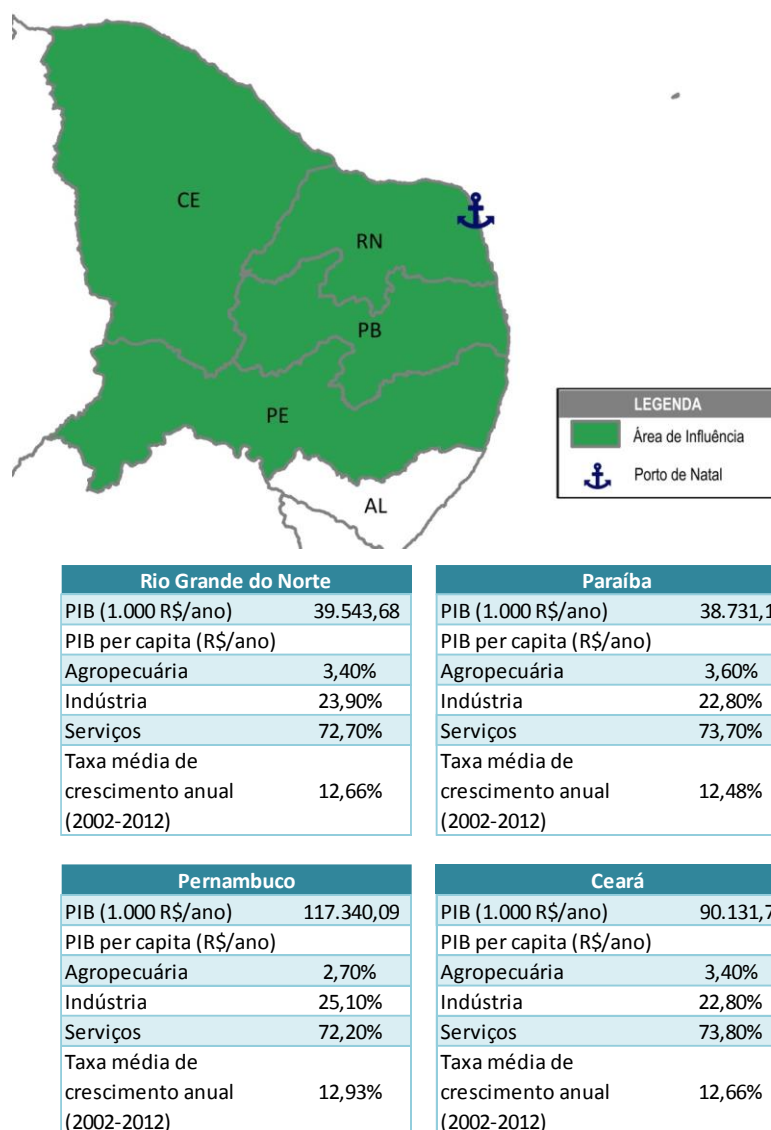 CE
RN
PB
PE
AL
LEGENDA
Área de Influência
Porto de Natal
Rio Grande do Norte
PIB (1.000 R$/ano) 39.543,68
PIB per capita (R$/ano)
Agropecuária 3,40%
Indústria 23,90%
Serviços 72,70%
Taxa média de
crescimento anual 12,66%
(2002-2012)
Paraíba
PIB (1.000 R$/ano) 38.731,1
PIB per capita (R$/ano)
Agropecuária 3,60%
Indústria 22,80%
Serviços 73,70%
Taxa média de
crescimento anual 12,48%
(2002-2012)
Pernambuco
PIB (1.000 R$/ano) 117.340,09
PIB per capita (R$/ano)
Agropecuária 2,70%
Indústria 25,10%
Serviços 72,20%
Taxa média de
crescimento anual 12,93%
(2002-2012)
Ceará
PIB (1.000 R$/ano) 90.131,7
PIB per capita (R$/ano)
Agropecuária 3,40%
Indústria 22,80%
Serviços 73,80%
Taxa média de
crescimento anual 12,66%
(2002-2012)